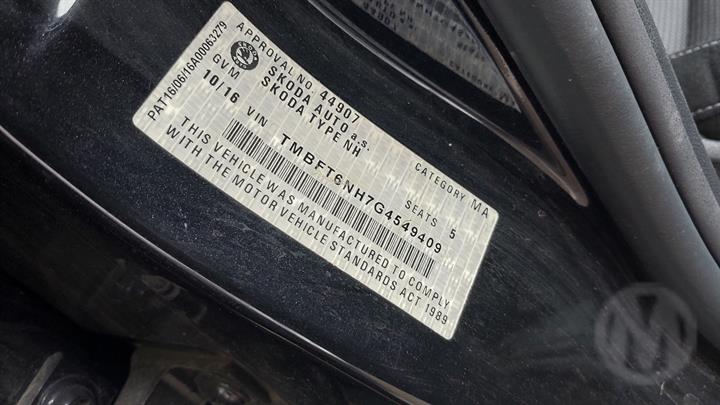 APPROVAL NO. 44907
CATEGORY MA
SKODA
SKODA AUTO a.s.
SKODA TYPE NH
SEATS 5
GVM
10/16
VIN TMBFT6NH7G4549409
PAT16/06/16A00063279
THIS VEHICLE WAS MANUFACTURED TO COMPLY
WITH THE MOTOR VEHICLE STANDARDS ACT 1989
M